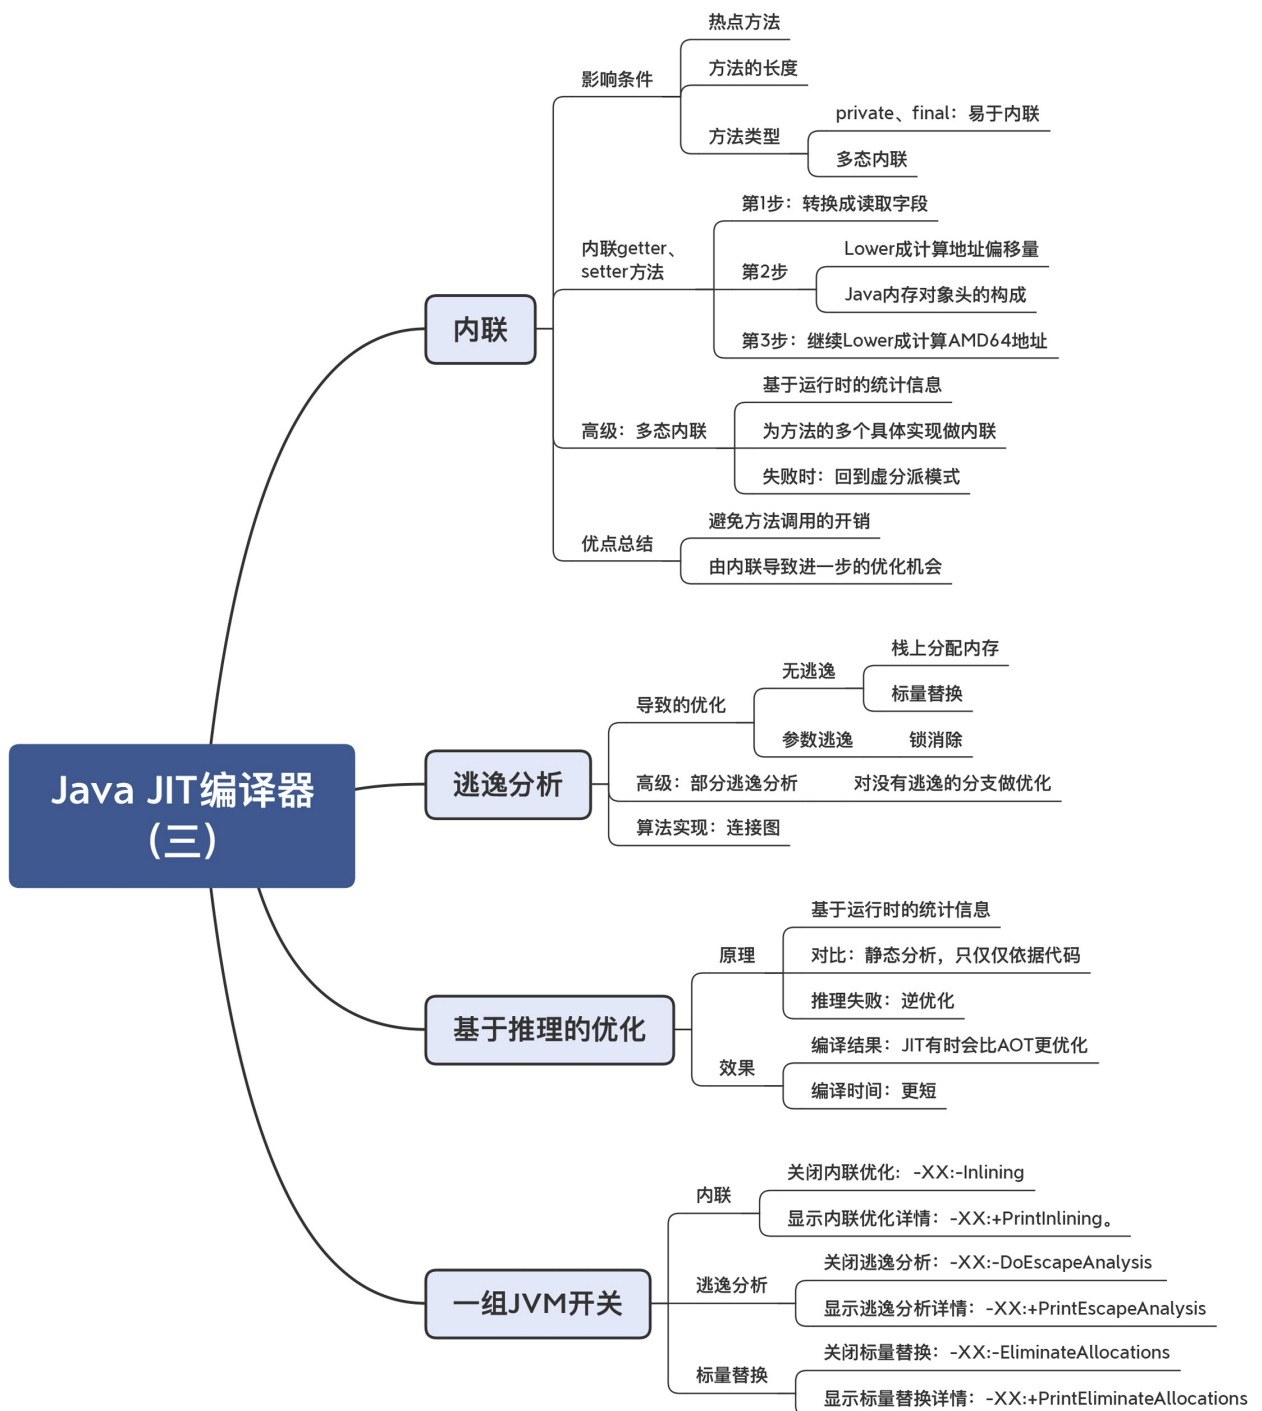 热点方法
方法的长度
影响条件
private、final：易于内联
方法类型
多态内联
第1步：转换成读取字段
内联getter、
setter方法
Lower成计算地址偏移量
第2步
Java内存对象头的构成
第3步：继续Lower成计算AMD64地址
内联
基于运行时的统计信息
高级：多态内联
为方法的多个具体实现做内联
失败时：回到虚分派模式
避免方法调用的开销
优点总结
由内联导致进一步的优化机会
栈上分配内存
无逃逸
标量替换
导致的优化
参数逃逸
锁消除
Java JIT编译器
（三）
逃逸分析
高级：部分逃逸分析
对没有逃逸的分支做优化
算法实现：连接图
基于运行时的统计信息
原理
对比：静态分析，只仅仅依据代码
推理失败：逆优化
基于推理的优化
编译结果：JIT有时会比AOT更优化
效果
编译时间：更短
关闭内联优化：-XX:-Inlining
内联
显示内联优化详情：-XX:+PrintInlining。
关闭逃逸分析：-XX:-DoEscapeAnalysis
逃逸分析
一组JVM开关
显示逃逸分析详情：-XX:+PrintEscapeAnalysis
关闭标量替换：-XX:-EliminateAllocations
标量替换
显示标量替换详情：-XX:+PrintEliminateAllocations